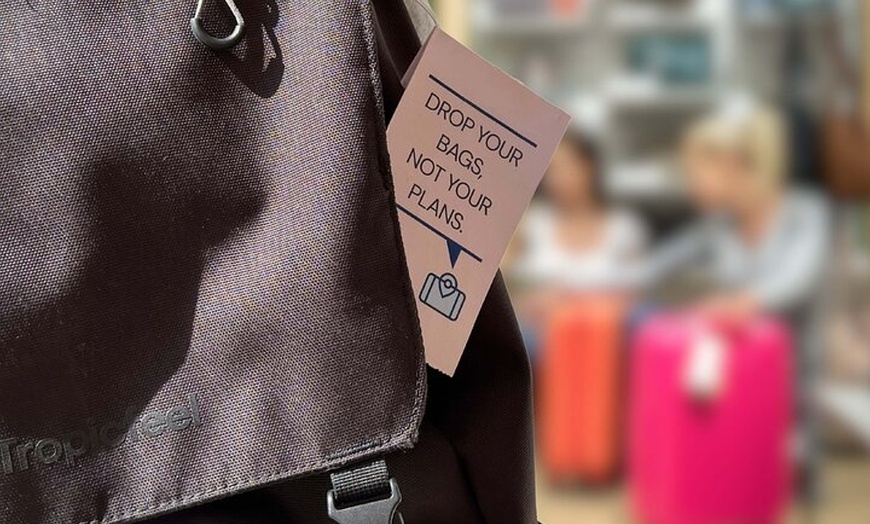 DROP YOUR
BAGS,
NOT YOUR
PLANS.
Tropicfeel